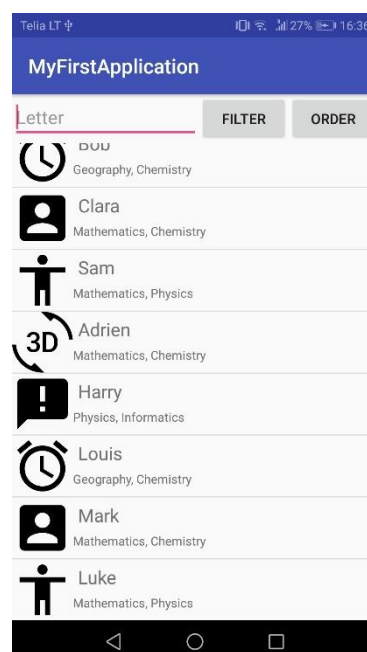 Telia LT 27% 16:36
MyFirstApplication
Letter FILTER ORDER
Bob
Geography, Chemistry
Clara
Mathematics, Chemistry
Sam
Mathematics, Physics
3D
Adrien
Mathematics, Chemistry
Harry
Physics, Informatics
Louis
Geography, Chemistry
Mark
Mathematics, Chemistry
Luke
Mathematics, Physics